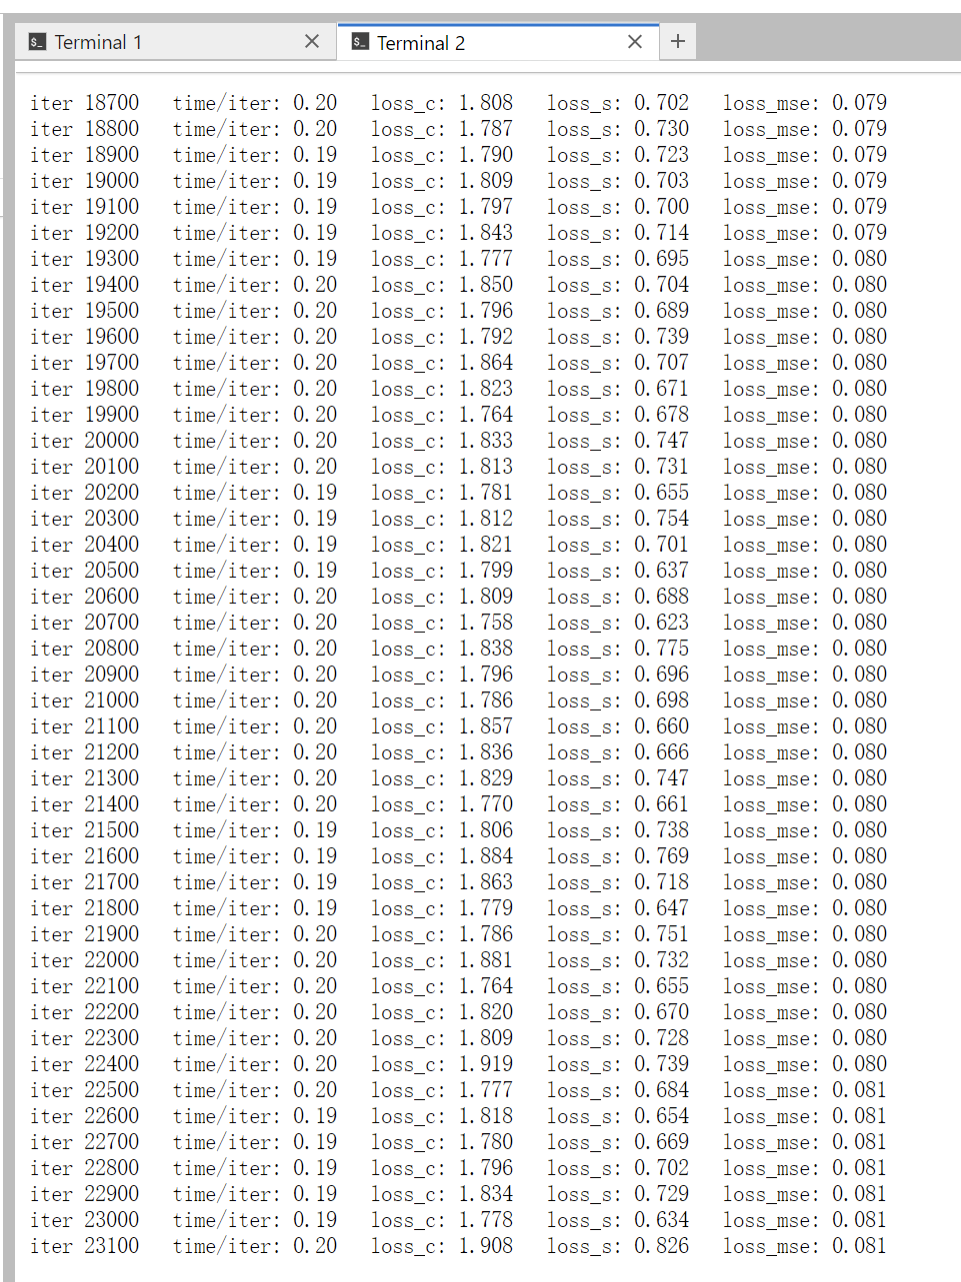 Terminal 1
Terminal 2
iter 18700 time/iter: 0.20 loss_c: 1.808 loss_s: 0.702 loss_mse: 0.079
iter 18800 time/iter: 0.20 loss_c: 1.787 loss_s: 0.730 loss_mse: 0.079
iter 18900 time/iter: 0.19 loss_c: 1.790 loss_s: 0.723 loss_mse: 0.079
iter 19000 time/iter: 0.19 loss_c: 1.809 loss_s: 0.703 loss_mse: 0.079
iter 19100 time/iter: 0.19 loss_c: 1.797 loss_s: 0.700 loss_mse: 0.079
iter 19200 time/iter: 0.19 loss_c: 1.843 loss_s: 0.714 loss_mse: 0.079
iter 19300 time/iter: 0.19 loss_c: 1.777 loss_s: 0.695 loss_mse: 0.080
iter 19400 time/iter: 0.20 loss_c: 1.850 loss_s: 0.704 loss_mse: 0.080
iter 19500 time/iter: 0.20 loss_c: 1.796 loss_s: 0.689 loss_mse: 0.080
iter 19600 time/iter: 0.20 loss_c: 1.792 loss_s: 0.739 loss_mse: 0.080
iter 19700 time/iter: 0.20 loss_c: 1.864 loss_s: 0.707 loss_mse: 0.080
iter 19800 time/iter: 0.20 loss_c: 1.823 loss_s: 0.671 loss_mse: 0.080
iter 19900 time/iter: 0.20 loss_c: 1.764 loss_s: 0.678 loss_mse: 0.080
iter 20000 time/iter: 0.20 loss_c: 1.833 loss_s: 0.747 loss_mse: 0.080
iter 20100 time/iter: 0.20 loss_c: 1.813 loss_s: 0.731 loss_mse: 0.080
iter 20200 time/iter: 0.19 loss_c: 1.781 loss_s: 0.655 loss_mse: 0.080
iter 20300 time/iter: 0.19 loss_c: 1.812 loss_s: 0.754 loss_mse: 0.080
iter 20400 time/iter: 0.19 loss_c: 1.821 loss_s: 0.701 loss_mse: 0.080
iter 20500 time/iter: 0.19 loss_c: 1.799 loss_s: 0.637 loss_mse: 0.080
iter 20600 time/iter: 0.20 loss_c: 1.809 loss_s: 0.688 loss_mse: 0.080
iter 20700 time/iter: 0.20 loss_c: 1.758 loss_s: 0.623 loss_mse: 0.080
iter 20800 time/iter: 0.20 loss_c: 1.838 loss_s: 0.775 loss_mse: 0.080
iter 20900 time/iter: 0.20 loss_c: 1.796 loss_s: 0.696 loss_mse: 0.080
iter 21000 time/iter: 0.20 loss_c: 1.786 loss_s: 0.698 loss_mse: 0.080
iter 21100 time/iter: 0.20 loss_c: 1.857 loss_s: 0.660 loss_mse: 0.080
iter 21200 time/iter: 0.20 loss_c: 1.836 loss_s: 0.666 loss_mse: 0.080
iter 21300 time/iter: 0.20 loss_c: 1.829 loss_s: 0.747 loss_mse: 0.080
iter 21400 time/iter: 0.20 loss_c: 1.770 loss_s: 0.661 loss_mse: 0.080
iter 21500 time/iter: 0.19 loss_c: 1.806 loss_s: 0.738 loss_mse: 0.080
iter 21600 time/iter: 0.19 loss_c: 1.884 loss_s: 0.769 loss_mse: 0.080
iter 21700 time/iter: 0.19 loss_c: 1.863 loss_s: 0.718 loss_mse: 0.080
iter 21800 time/iter: 0.19 loss_c: 1.779 loss_s: 0.647 loss_mse: 0.080
iter 21900 time/iter: 0.20 loss_c: 1.786 loss_s: 0.751 loss_mse: 0.080
iter 22000 time/iter: 0.20 loss_c: 1.881 loss_s: 0.732 loss_mse: 0.080
iter 22100 time/iter: 0.20 loss_c: 1.764 loss_s: 0.655 loss_mse: 0.080
iter 22200 time/iter: 0.20 loss_c: 1.820 loss_s: 0.670 loss_mse: 0.080
iter 22300 time/iter: 0.20 loss_c: 1.809 loss_s: 0.728 loss_mse: 0.080
iter 22400 time/iter: 0.20 loss_c: 1.919 loss_s: 0.739 loss_mse: 0.080
iter 22500 time/iter: 0.20 loss_c: 1.777 loss_s: 0.684 loss_mse: 0.081
iter 22600 time/iter: 0.19 loss_c: 1.818 loss_s: 0.654 loss_mse: 0.081
iter 22700 time/iter: 0.19 loss_c: 1.780 loss_s: 0.669 loss_mse: 0.081
iter 22800 time/iter: 0.19 loss_c: 1.796 loss_s: 0.702 loss_mse: 0.081
iter 22900 time/iter: 0.19 loss_c: 1.834 loss_s: 0.729 loss_mse: 0.081
iter 23000 time/iter: 0.19 loss_c: 1.778 loss_s: 0.634 loss_mse: 0.081
iter 23100 time/iter: 0.20 loss_c: 1.908 loss_s: 0.826 loss_mse: 0.081